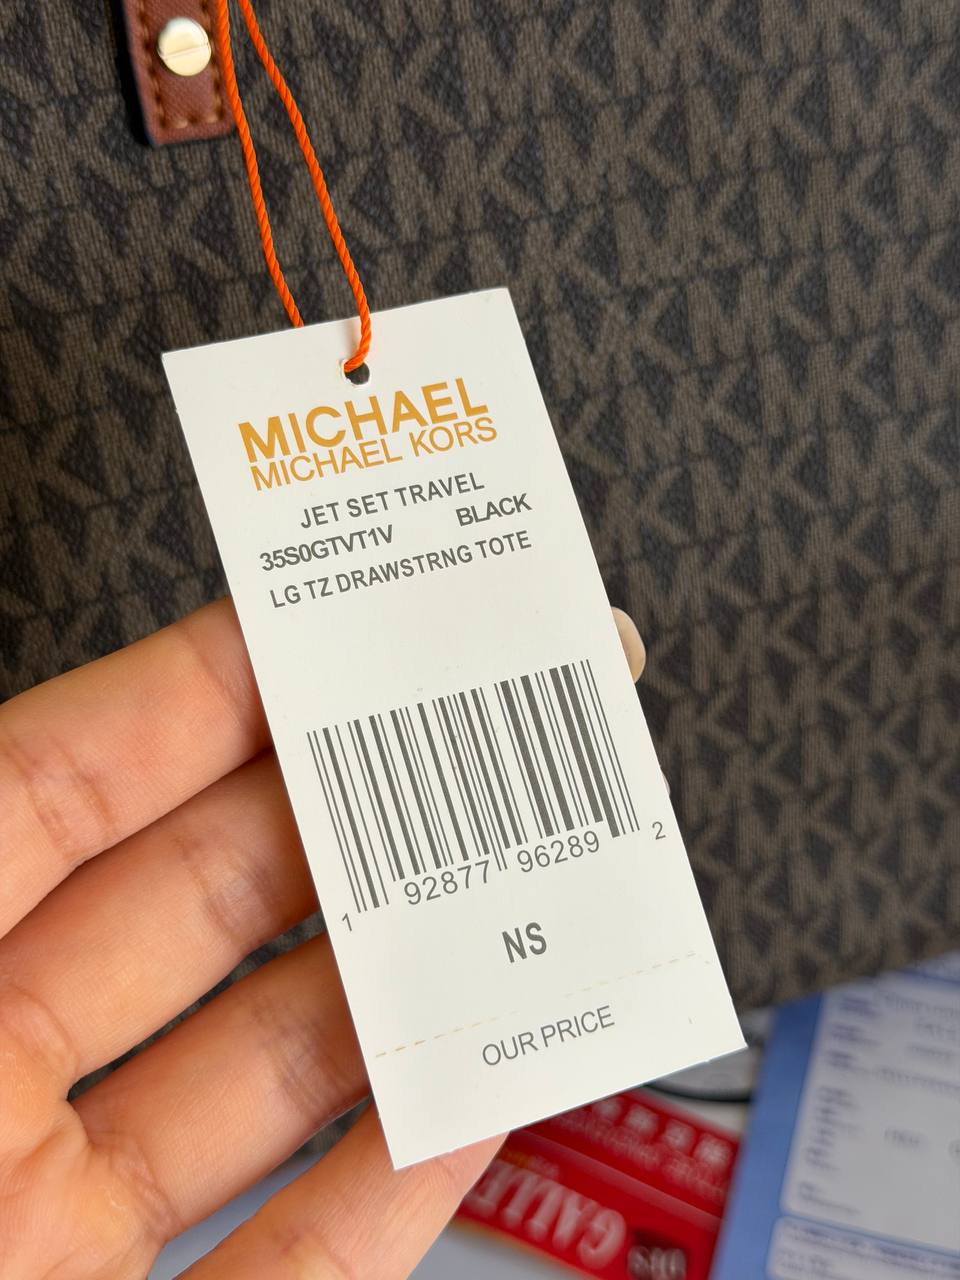 MICHAEL
MICHAEL KORS
JET SET TRAVEL
35S0GTVT1V BLACK
LG TZ DRAWSTRNG TOTE
1 92877 96289 2
NS
OUR PRICE